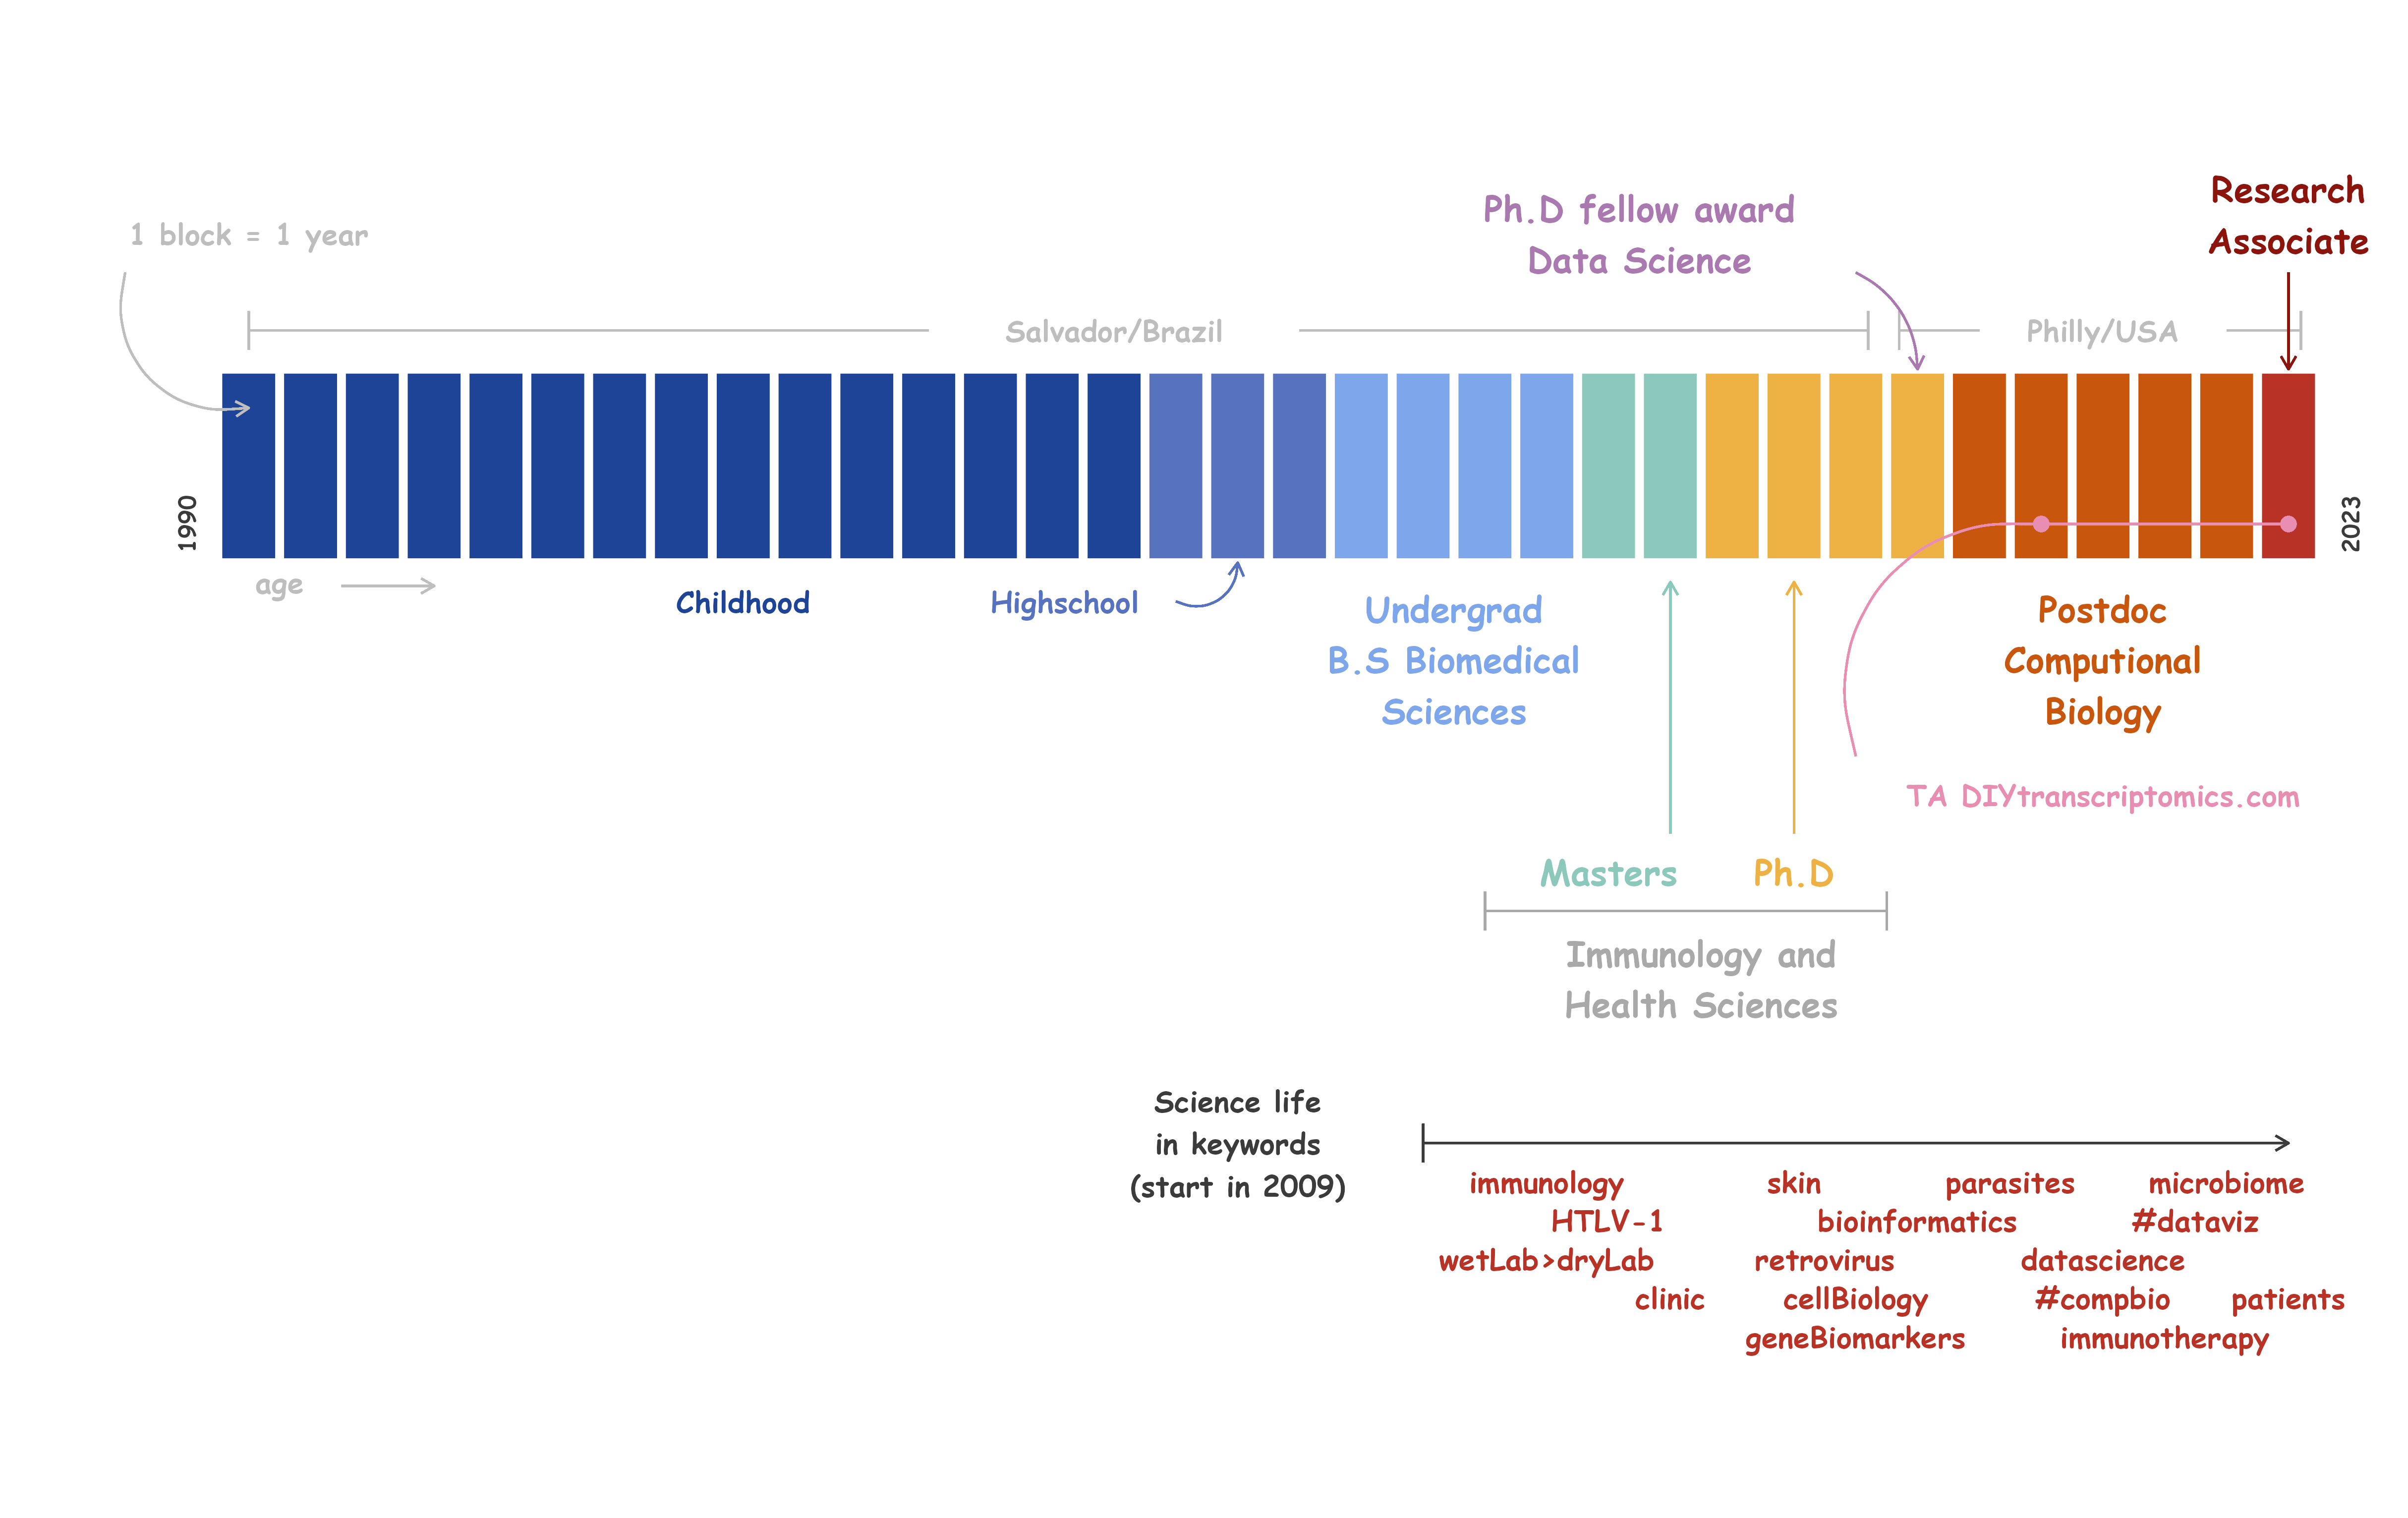 Research
Associate
Ph.D fellow award
Data Science
1 block = 1 year
Salvador/Brazil
Philly/USA
1990
2023
age
Childhood
Highschool
Undergrad
B.S Biomedical
Sciences
Postdoc
Computional
Biology
TA DIYtranscriptomics.com
Masters
Ph.D
Immunology and
Health Sciences
Science life
in keywords
(start in 2009)
immunology skin parasites microbiome
HTLV-1 bioinformatics #dataviz
wetLab>dryLab retrovirus datascience
clinic cellBiology #compbio patients
geneBiomarkers immunotherapy